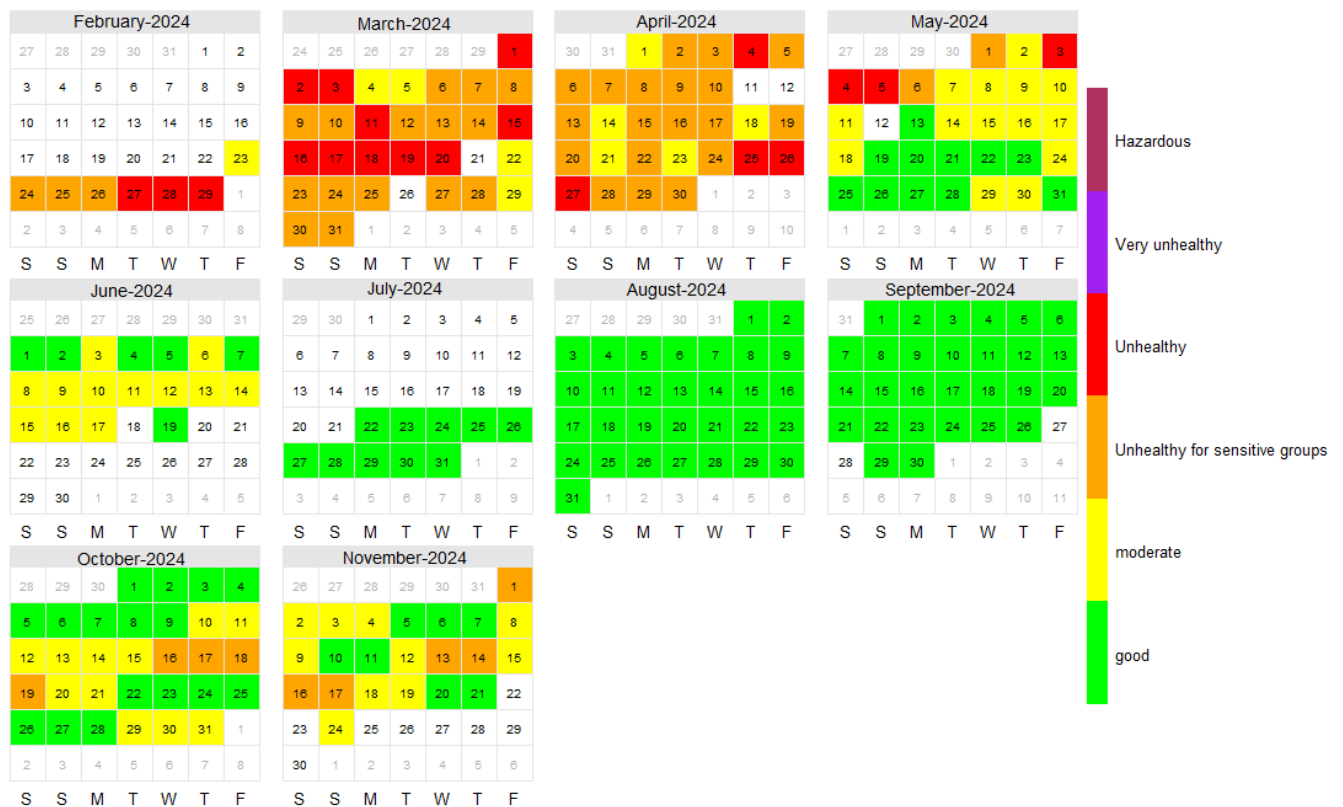 February-2024
27 28 29 30 31 1 2
3 4 5 6 7 8 9
10 11 12 13 14 15 16
17 18 19 20 21 22 23
24 25 26 27 28 29 1
2 3 4 5 6 7 8
S S M T W T F
March-2024
24 25 26 27 28 29 1
2 3 4 5 6 7 8
9 10 11 12 13 14 15
16 17 18 19 20 21 22
23 24 25 26 27 28 29
30 31 1 2 3 4 5
S S M T W T F
April-2024
30 31 1 2 3 4 5
6 7 8 9 10 11 12
13 14 15 16 17 18 19
20 21 22 23 24 25 26
27 28 29 30 1 2 3
4 5 6 7 8 9 10
S S M T W T F
May-2024
27 28 29 30 1 2 3
4 5 6 7 8 9 10
11 12 13 14 15 16 17
18 19 20 21 22 23 24
25 26 27 28 29 30 31
1 2 3 4 5 6 7
S S M T W T F
June-2024
25 26 27 28 29 30 31
1 2 3 4 5 6 7
8 9 10 11 12 13 14
15 16 17 18 19 20 21
22 23 24 25 26 27 28
29 30 1 2 3 4 5
S S M T W T F
July-2024
29 30 1 2 3 4 5
6 7 8 9 10 11 12
13 14 15 16 17 18 19
20 21 22 23 24 25 26
27 28 29 30 31 1 2
3 4 5 6 7 8 9
S S M T W T F
August-2024
27 28 29 30 31 1 2
3 4 5 6 7 8 9
10 11 12 13 14 15 16
17 18 19 20 21 22 23
24 25 26 27 28 29 30
31 1 2 3 4 5 6
S S M T W T F
September-2024
31 1 2 3 4 5 6
7 8 9 10 11 12 13
14 15 16 17 18 19 20
21 22 23 24 25 26 27
28 29 30 1 2 3 4
5 6 7 8 9 10 11
S S M T W T F
October-2024
28 29 30 1 2 3 4
5 6 7 8 9 10 11
12 13 14 15 16 17 18
19 20 21 22 23 24 25
26 27 28 29 30 31 1
2 3 4 5 6 7 8
S S M T W T F
November-2024
26 27 28 29 30 31 1
2 3 4 5 6 7 8
9 10 11 12 13 14 15
16 17 18 19 20 21 22
23 24 25 26 27 28 29
30 1 2 3 4 5 6
S S M T W T F
Hazardous
Very unhealthy
Unhealthy
Unhealthy for sensitive groups
moderate
good